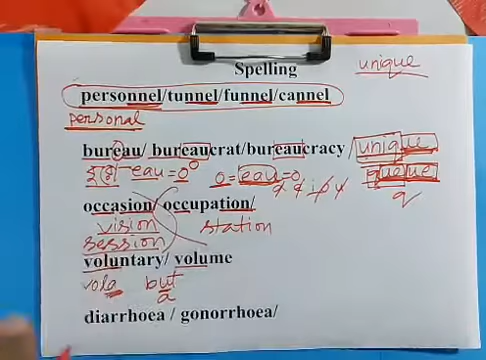 Spelling unique
personnel/tunnel/funnel/cannel
personal
bureau/ bureaucrat/bureaucracy / unique
eau=o o=eau=o, queue
q
occasion/ occupation/
vision station
session
voluntary/ volume
but
a
diarrhoea / gonorrhoea/